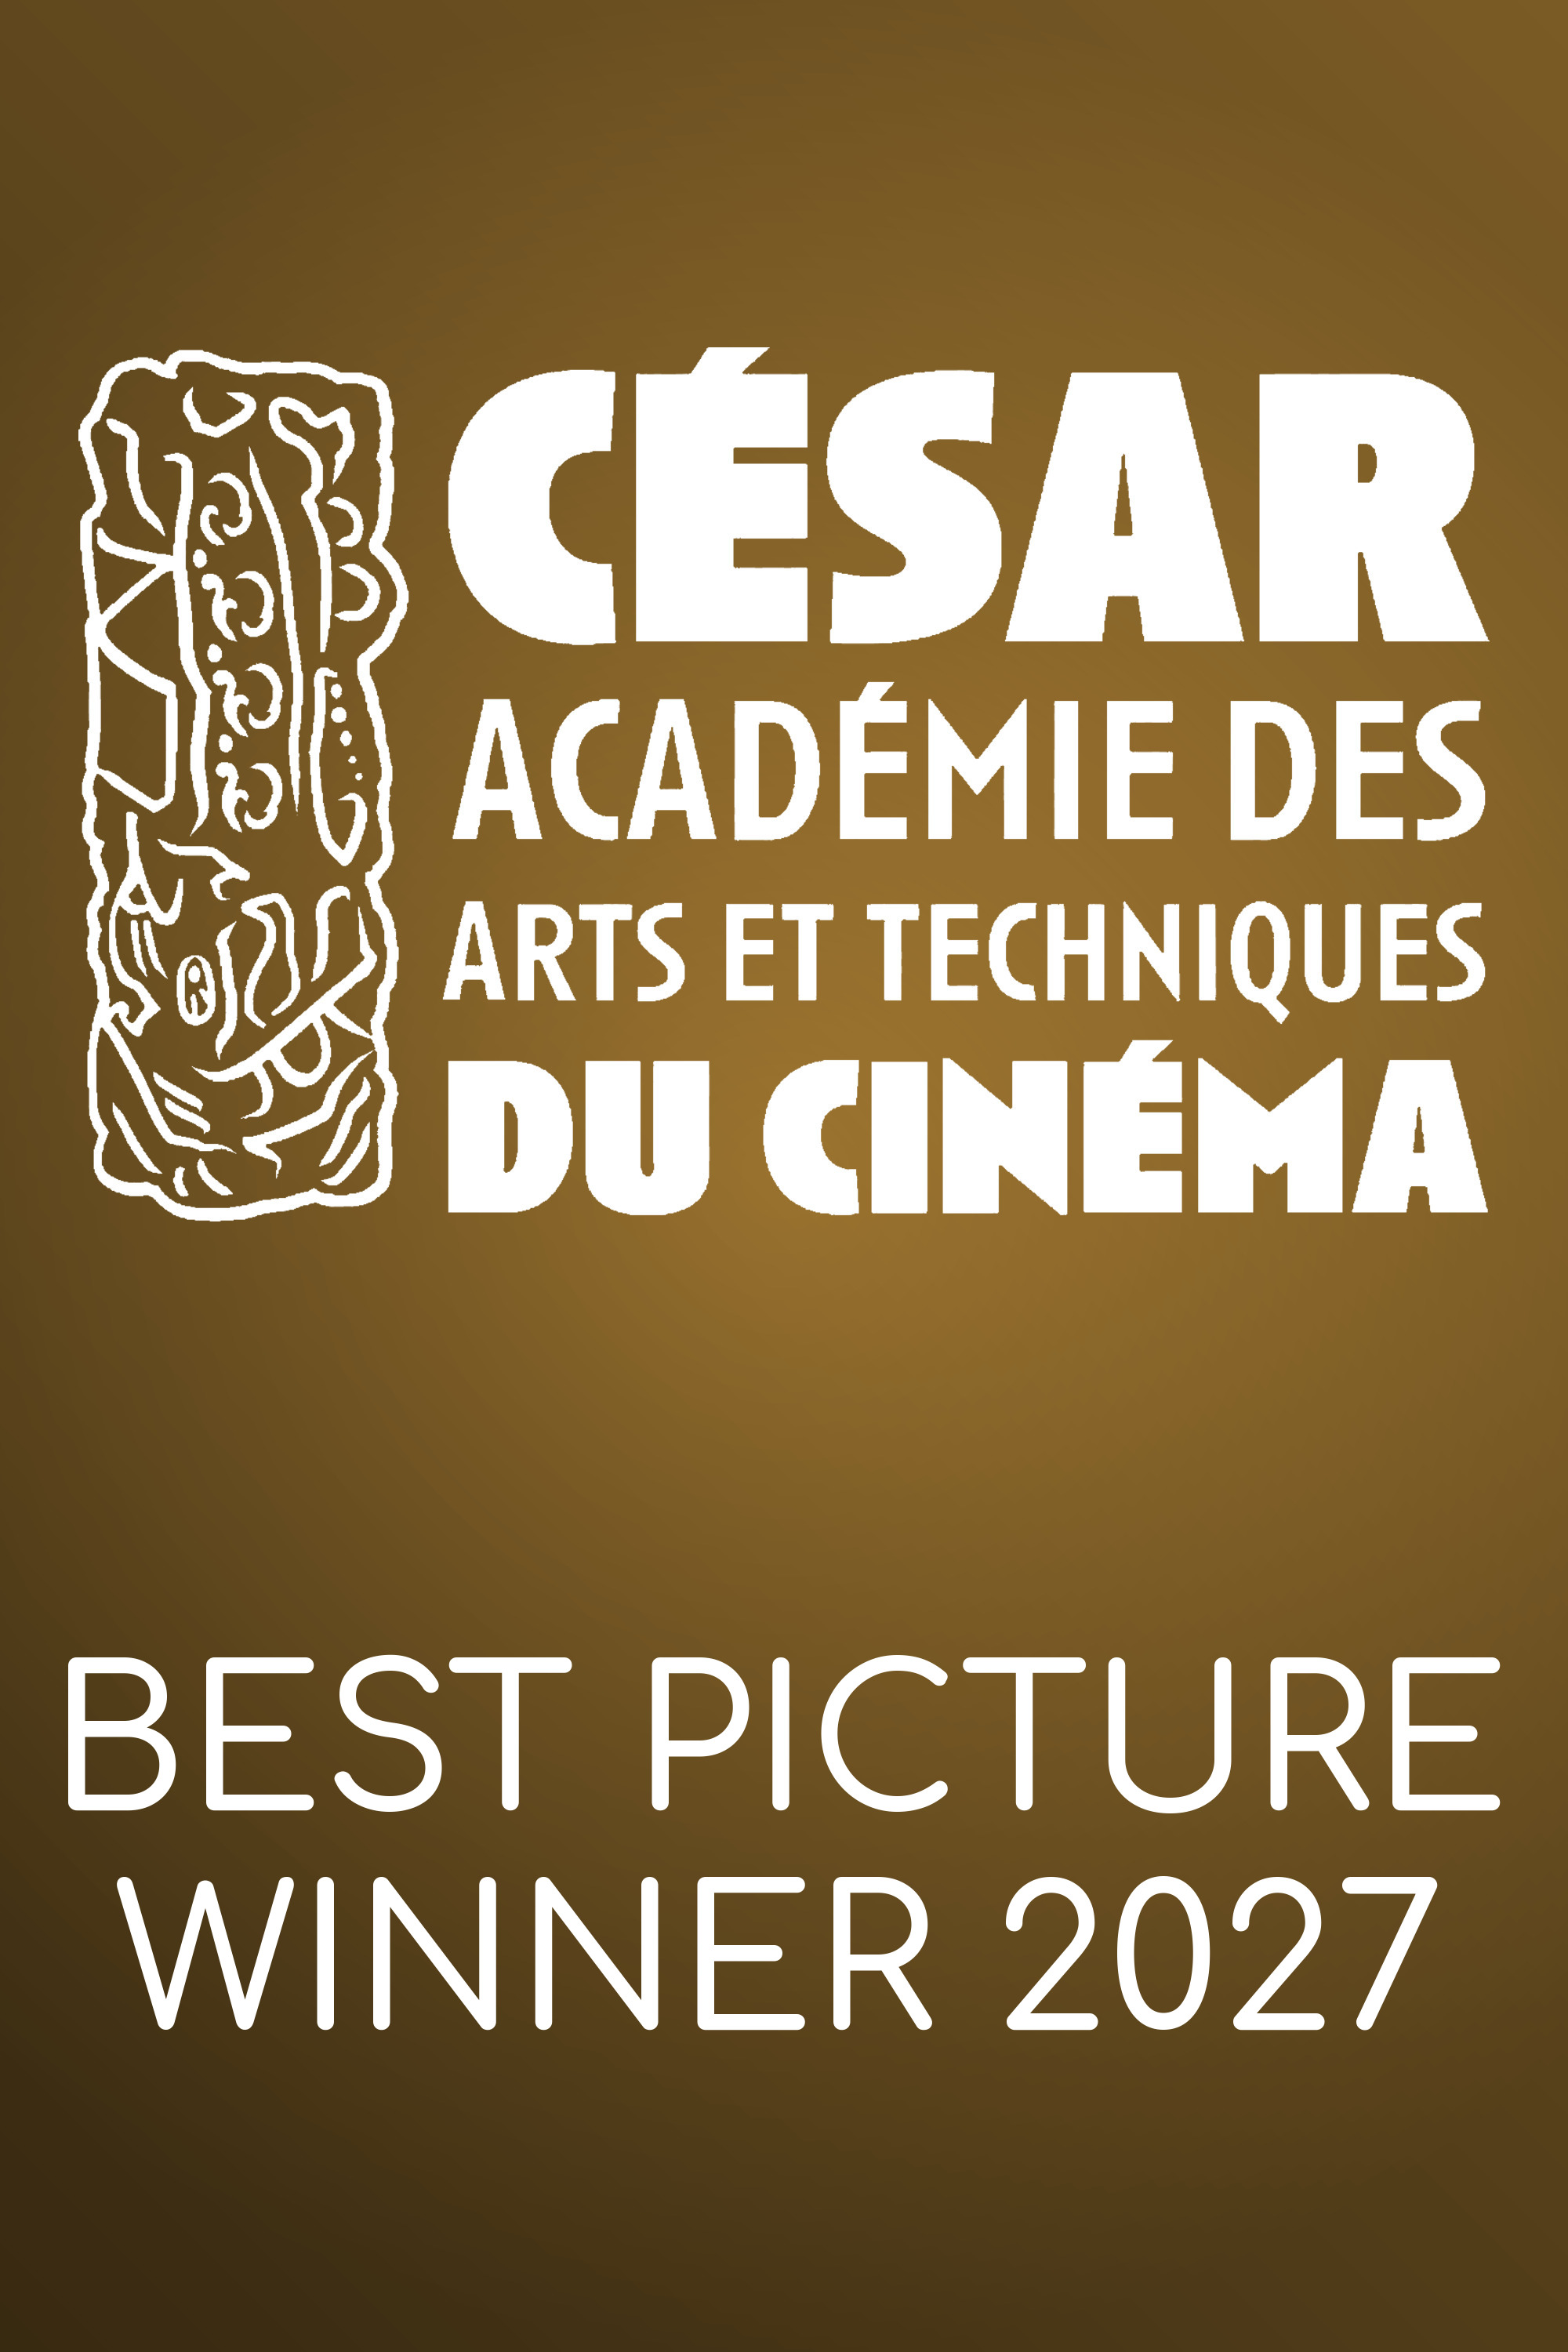 CÉSAR
ACADÉMIE DES
ARTS ET TECHNIQUES
DU CINÉMA
BEST PICTURE
WINNER 2027